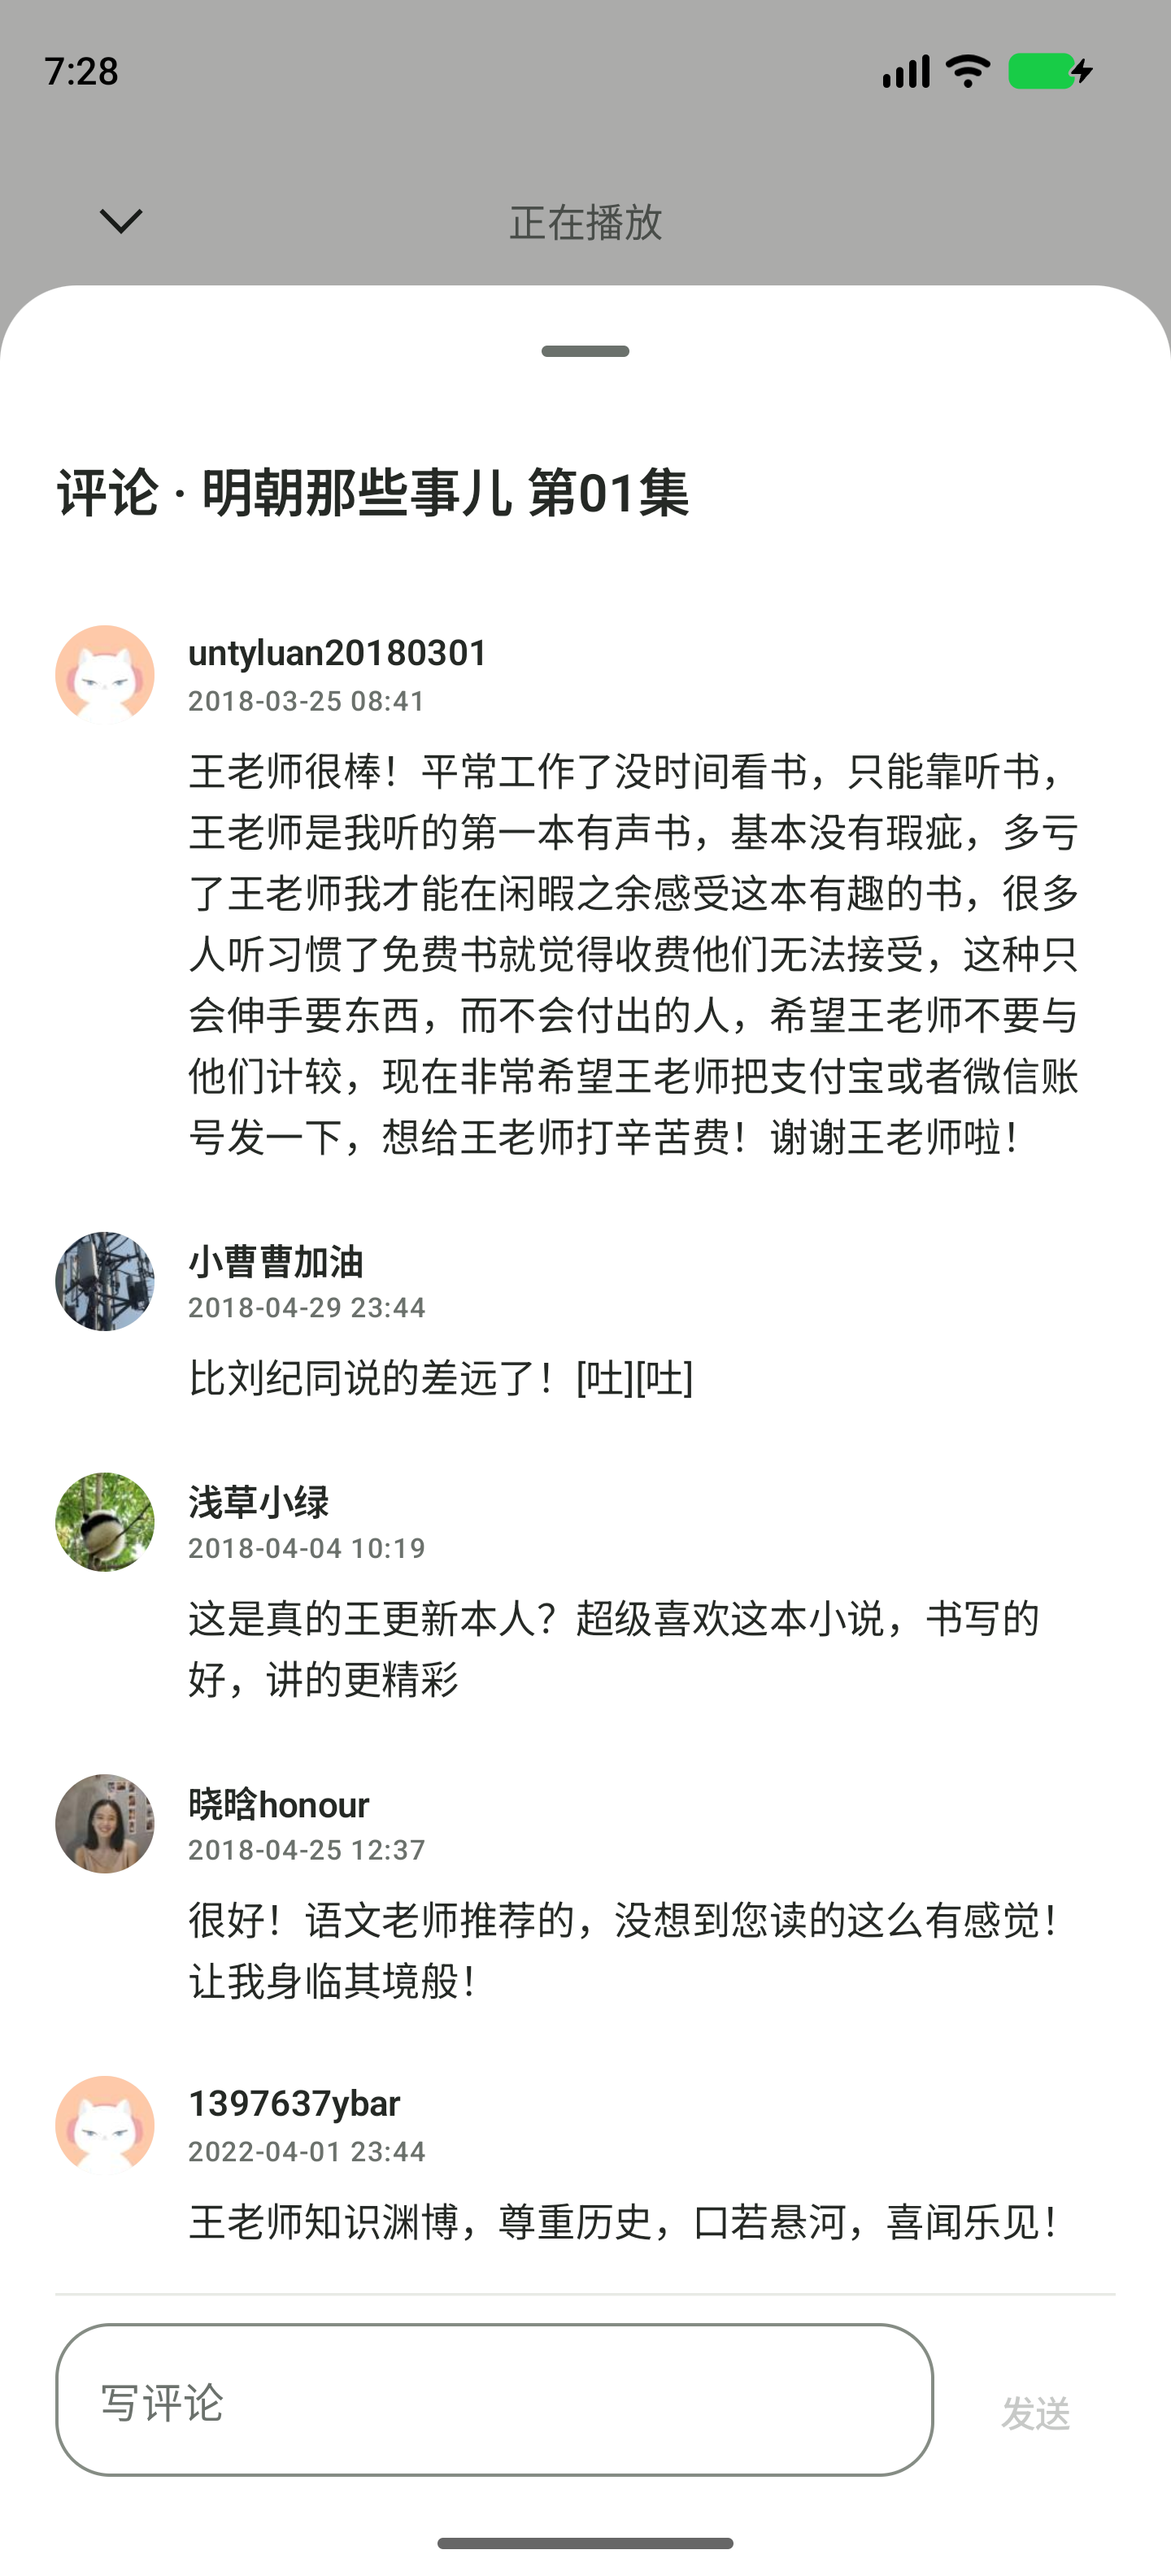 7:28
正在播放
评论 · 明朝那些事儿 第01集
untyluan20180301
2018-03-25 08:41
王老师很棒！平常工作了没时间看书，只能靠听书，
王老师是我听的第一本有声书，基本没有瑕疵，多亏
了王老师我才能在闲暇之余感受这本有趣的书，很多
人听习惯了免费书就觉得收费他们无法接受，这种只
会伸手要东西，而不会付出的人，希望王老师不要与
他们计较，现在非常希望王老师把支付宝或者微信账
号发一下，想给王老师打辛苦费！谢谢王老师啦！
小曹曹加油
2018-04-29 23:44
比刘纪同说的差远了！[吐][吐]
浅草小绿
2018-04-04 10:19
这是真的王更新本人？超级喜欢这本小说，书写的
好，讲的更精彩
晓晗honour
2018-04-25 12:37
很好！语文老师推荐的，没想到您读的这么有感觉！
让我身临其境般！
1397637ybar
2022-04-01 23:44
王老师知识渊博，尊重历史，口若悬河，喜闻乐见！
写评论
发送